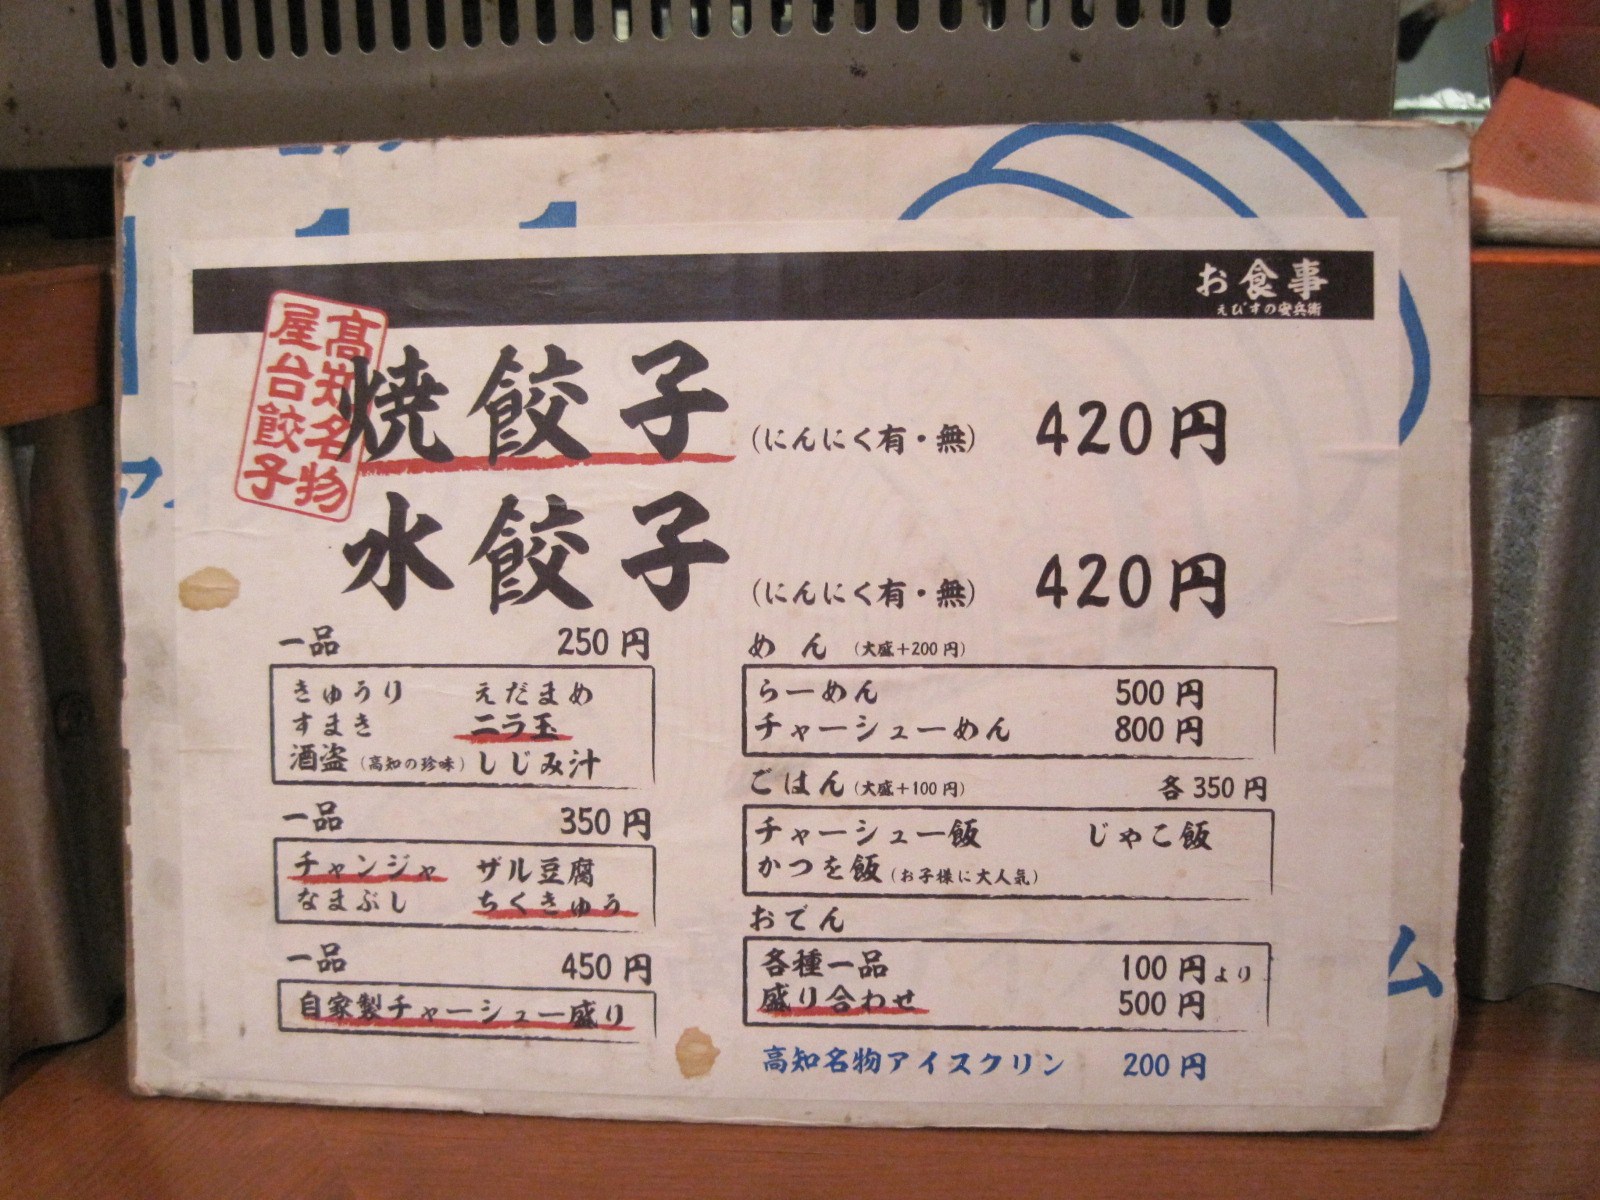 お食事
えびすの安兵衛
高知名物
屋台餃子
焼餃子 (にんにく有・無) 420円
水餃子 (にんにく有・無) 420円
一品 250円
きゅうり えだまめ
すまき ニラ玉
酒盗 (高知の珍味) しじみ汁
一品 350円
チャンジャ ザル豆腐
なまぶし ちくきゅう
一品 450円
自家製チャーシュー盛り
めん (大盛+200円)
らーめん 500円
チャーシューめん 800円
ごはん (大盛+100円) 各350円
チャーシュー飯 じゃこ飯
かつを飯 (お子様に大人気)
おでん
各種一品 100円より
盛り合わせ 500円
高知名物アイスクリン 200円
ム